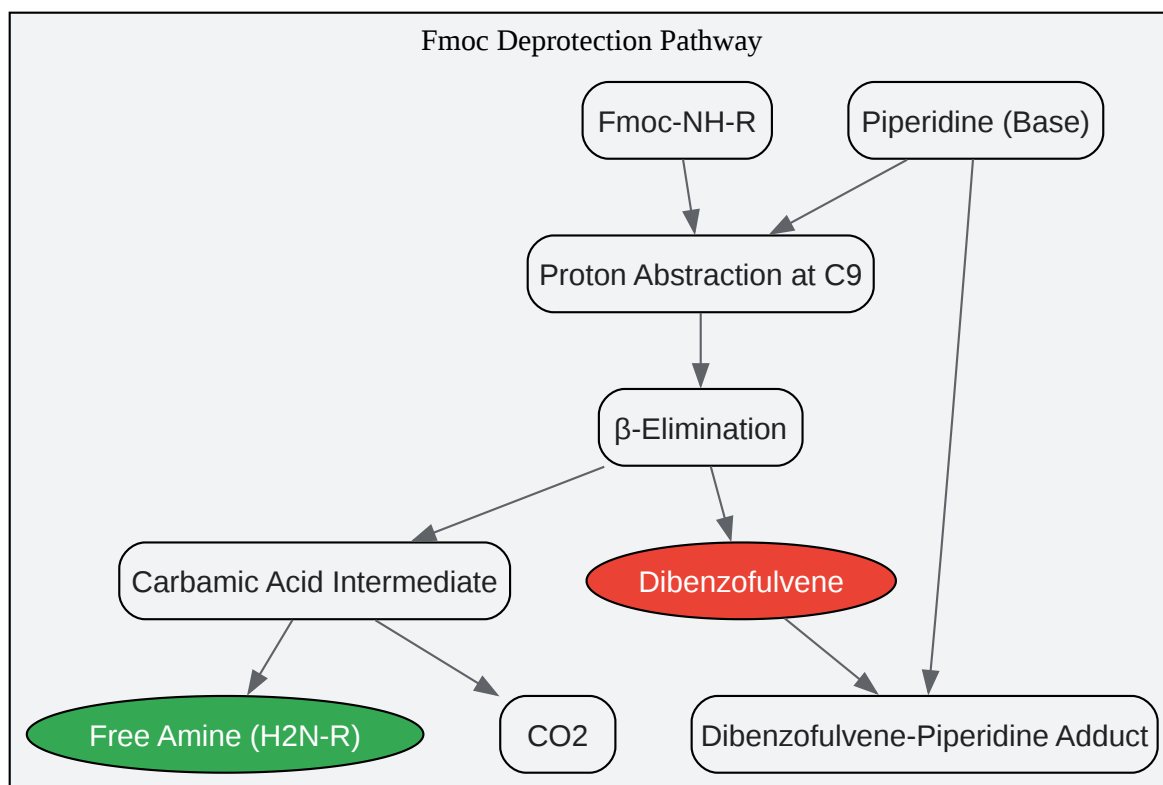 Fmoc Deprotection Pathway
Fmoc-NH-R
Piperidine (Base)
Proton Abstraction at C9
β-Elimination
Carbamic Acid Intermediate
Dibenzofulvene
Free Amine (H2N-R)
CO2
Dibenzofulvene-Piperidine Adduct